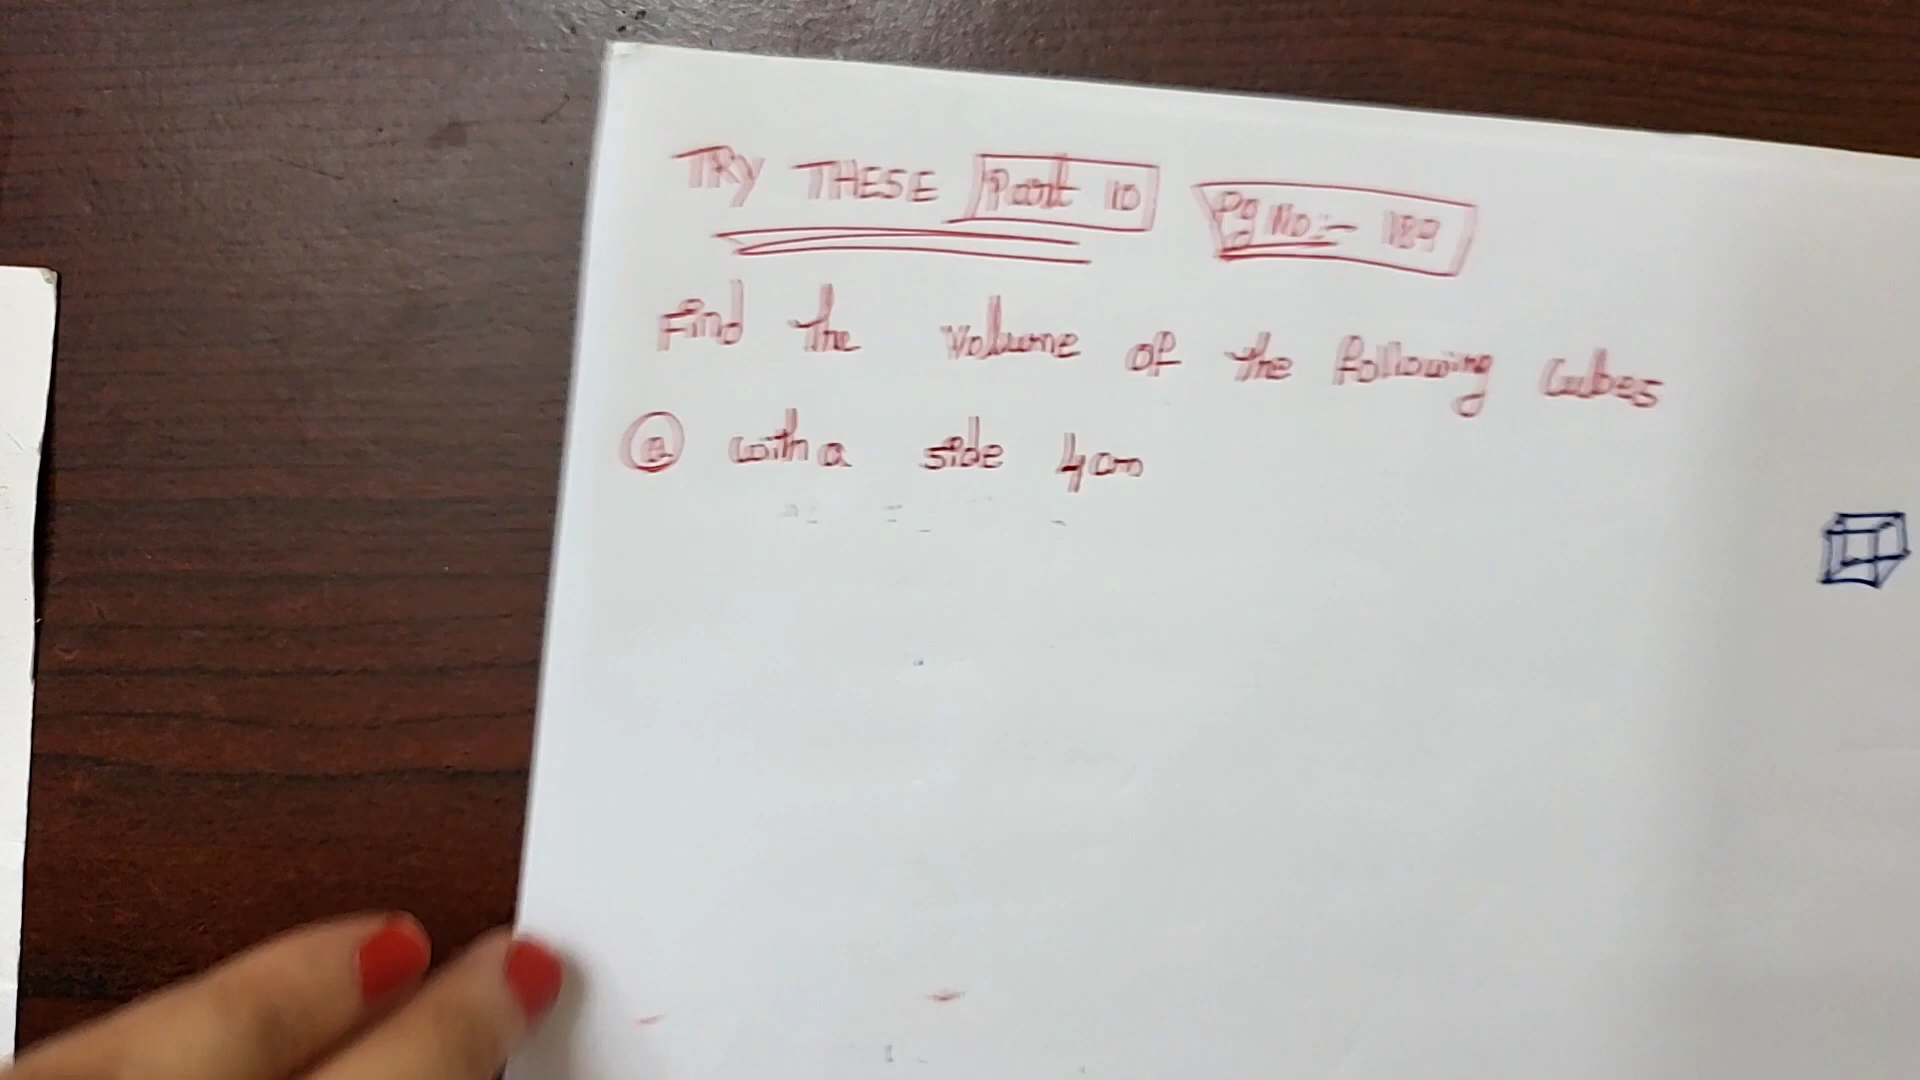 TRY THESE Part 10 Pg No:- 189
Find the volume of the following cubes
(a) with a side 4cm